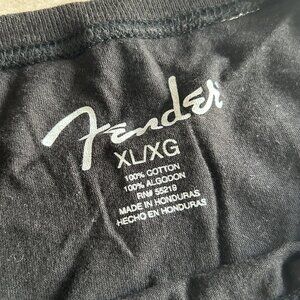 Fender
XL/XG
100% COTTON
100% ALGODON
RN# 55219
MADE IN HONDURAS
HECHO EN HONDURAS